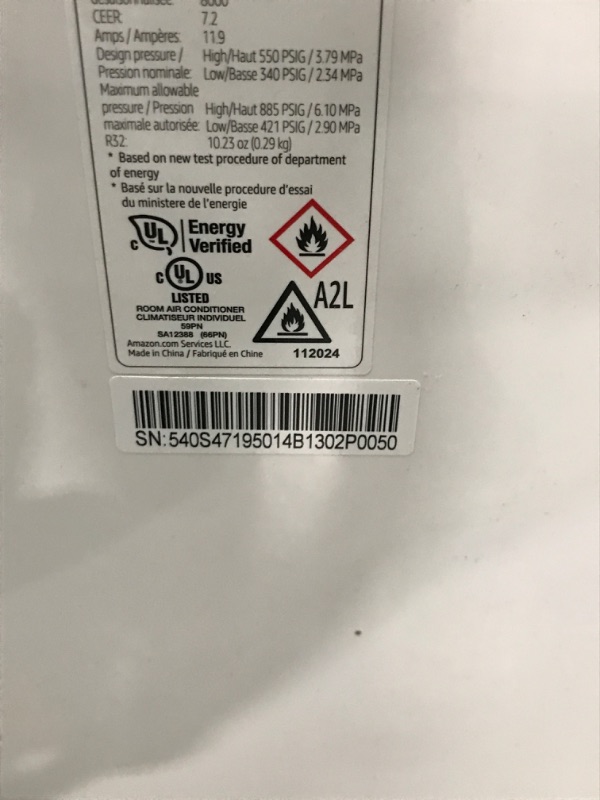 CEER: 7.2
Amps / Ampères: 11.9
Design pressure / High/Haut 550 PSIG / 3.79 MPa
Pression nominale: Low/Basse 340 PSIG / 2.34 MPa
Maximum allowable
pressure / Pression High/Haut 885 PSIG / 6.10 MPa
maximale autorisée: Low/Basse 421 PSIG / 2.90 MPa
R32: 10.23 oz (0.29 kg)
* Based on new test procedure of department
of energy
* Basé sur la nouvelle procedure d'essai
du ministere de l'energie
C UL Energy
Verified
C UL US
LISTED
ROOM AIR CONDITIONER
CLIMATISEUR INDIVIDUEL
59PN
SA12388 (66PN)
A2L
Amazon.com Services LLC.
Made in China / Fabriqué en Chine 112024
SN:540S47195014B1302P0050